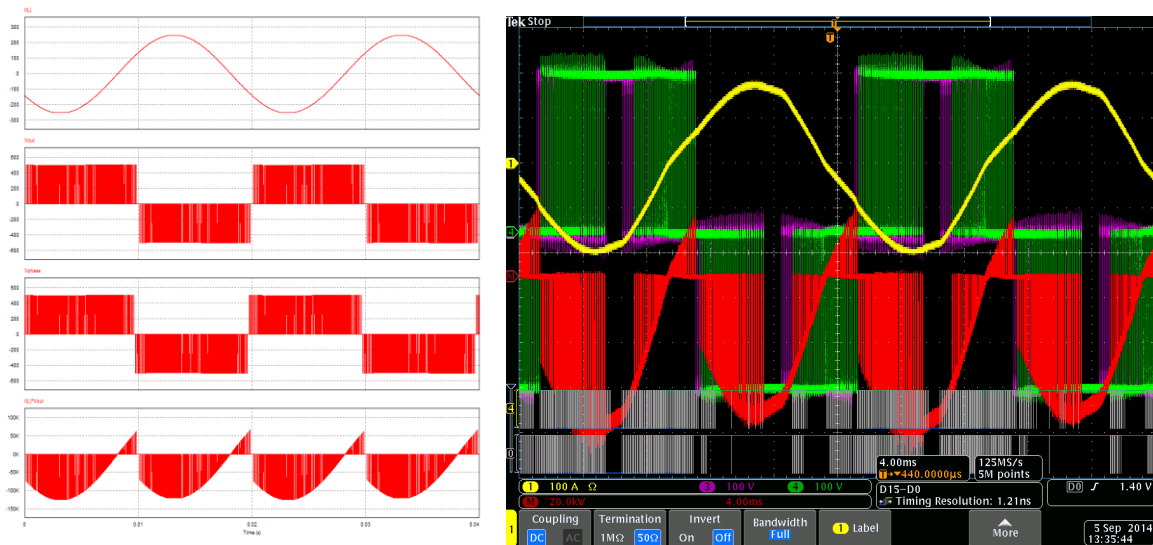 I(L)
300
200
100
0
-100
-200
-300
Vout
600
400
200
0
-200
-400
-600
Vphase
600
400
200
0
-200
-400
-600
I(L)*Vout
100K
50K
0K
-50K
-100K
-150K
0 0.01 0.02 0.03 0.04
Time (s)
Tek Stop
T
T
1
4
M
4
0
4.00ms
T→▼440.0000µs
125MS/s
5M points
D15-D0
Timing Resolution: 1.21ns
1 100 A Ω 3 100 V 4 100 V
M 20.0kV 4.00ms
D0 1.40 V
1
Coupling
DC AC
Termination
1MΩ 50Ω
Invert
On Off
Bandwidth
Full
1 Label
More
5 Sep 2014
13:35:44